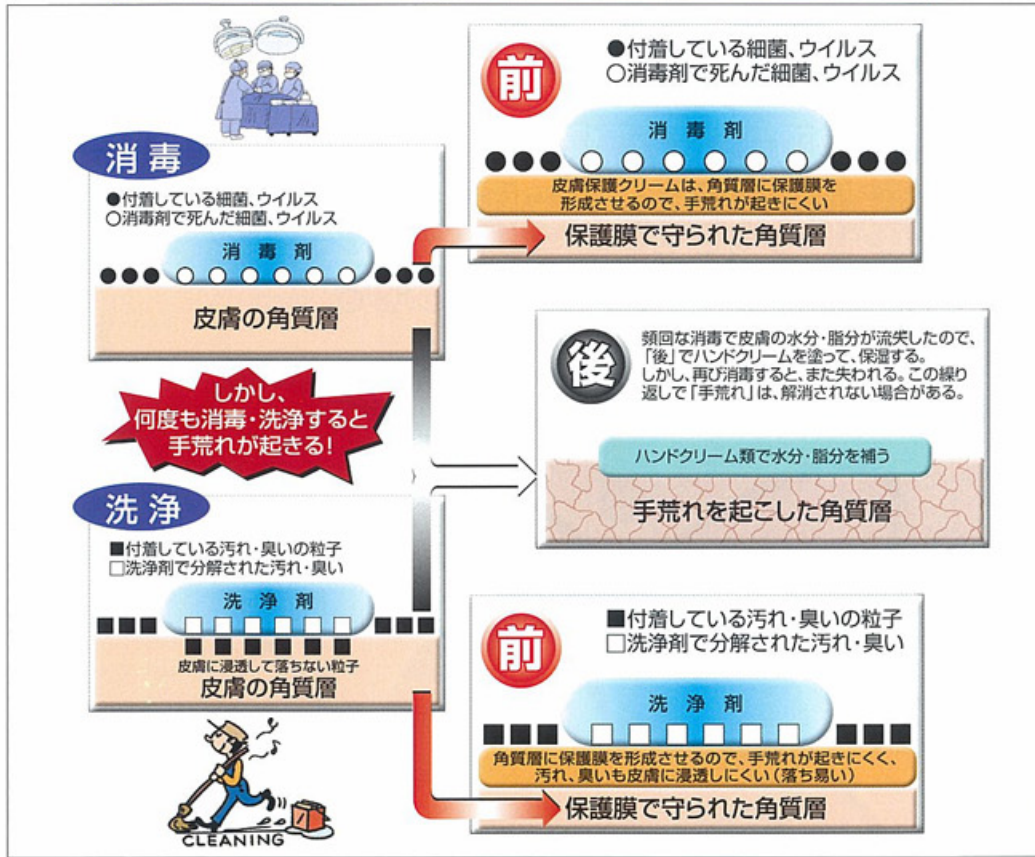 消毒
●付着している細菌、ウイルス
○消毒剤で死んだ細菌、ウイルス
消毒剤
皮膚の角質層
前
●付着している細菌、ウイルス
○消毒剤で死んだ細菌、ウイルス
消毒剤
皮膚保護クリームは、角質層に保護膜を
形成させるので、手荒れが起きにくい
保護膜で守られた角質層
しかし、
何度も消毒・洗浄すると
手荒れが起きる!
後
頻回な消毒で皮膚の水分・脂分が流失したので、
「後」でハンドクリームを塗って、保湿する。
しかし、再び消毒すると、また失われる。この繰り
返しで「手荒れ」は、解消されない場合がある。
ハンドクリーム類で水分・脂分を補う
手荒れを起こした角質層
洗浄
■付着している汚れ・臭いの粒子
□洗浄剤で分解された汚れ・臭い
洗浄剤
皮膚に浸透して落ちない粒子
皮膚の角質層
CLEANING
前
■付着している汚れ・臭いの粒子
□洗浄剤で分解された汚れ・臭い
洗浄剤
角質層に保護膜を形成させるので、手荒れが起きにくく、
汚れ、臭いも皮膚に浸透しにくい(落ち易い)
保護膜で守られた角質層